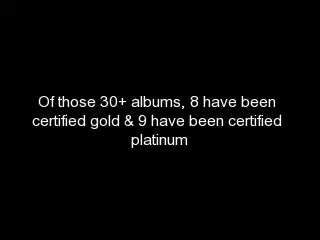 Of those 30+ albums, 8 have been
certified gold & 9 have been certified
platinum